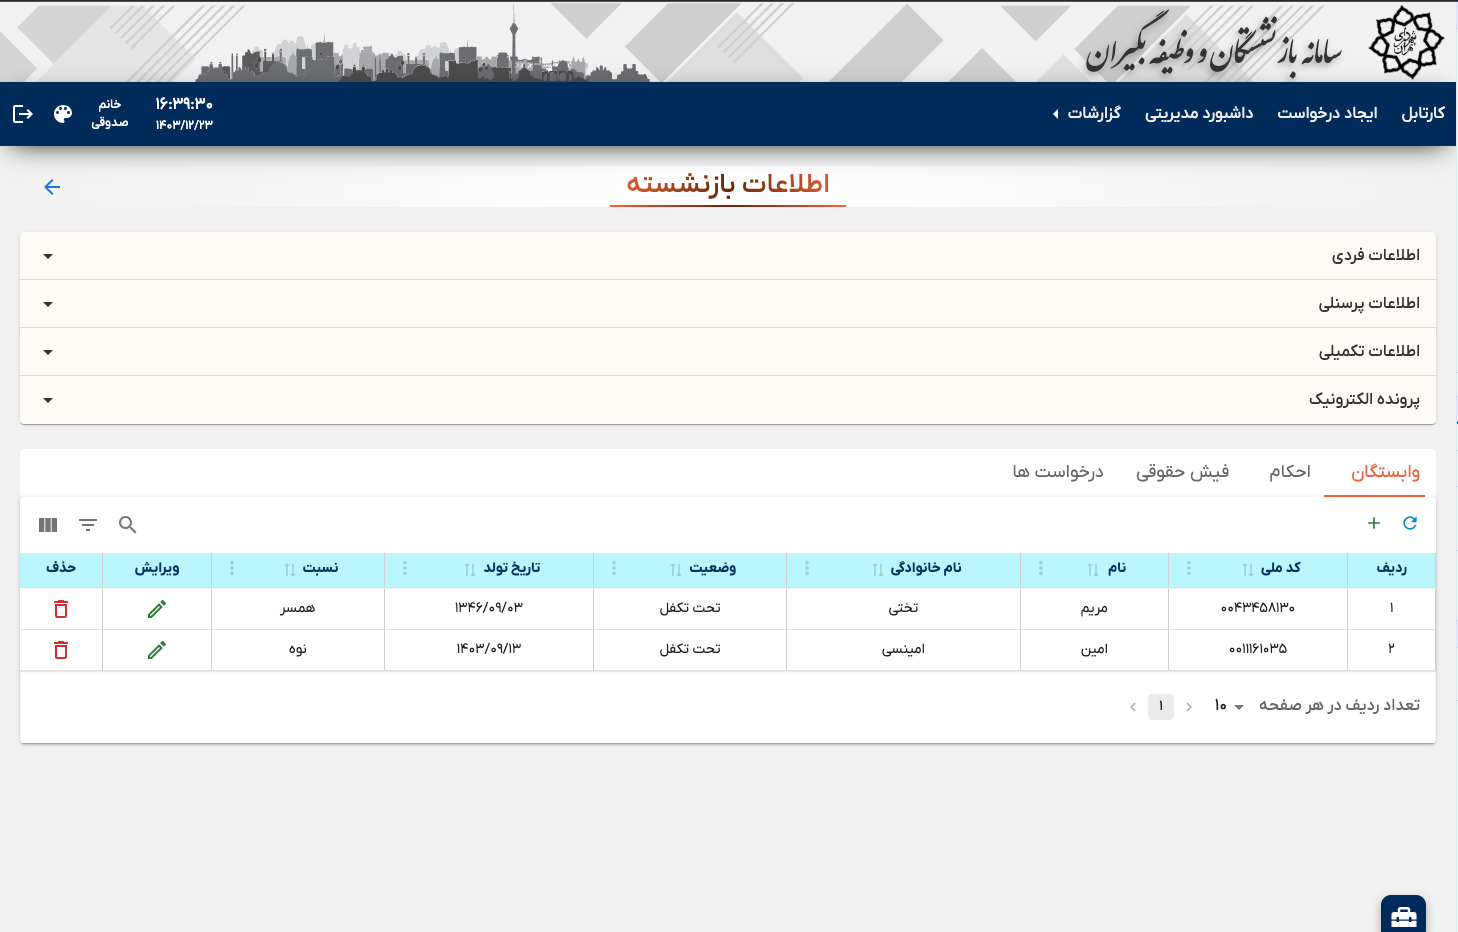 سامانه بازنشستگان و وظیفه بگیران
کارتابل ایجاد درخواست داشبورد مدیریتی گزارشات
۱۶:۳۹:۳۰
۱۴۰۳/۱۲/۲۳
خانم
صدوقی
اطلاعات بازنشسته
اطلاعات فردی
اطلاعات پرسنلی
اطلاعات تکمیلی
پرونده الکترونیک
وابستگان احکام فیش حقوقی درخواست ها
ردیف کد ملی نام نام خانوادگی وضعیت تاریخ تولد نسبت ویرایش حذف
۱ ۰۰۴۳۴۵۸۱۳۰ مریم تختی تحت تکفل ۱۳۴۶/۰۹/۰۳ همسر
۲ ۰۰۱۱۱۶۱۰۳۵ امین امینسی تحت تکفل ۱۴۰۳/۰۹/۱۳ نوه
تعداد ردیف در هر صفحه ۱۰ ۱